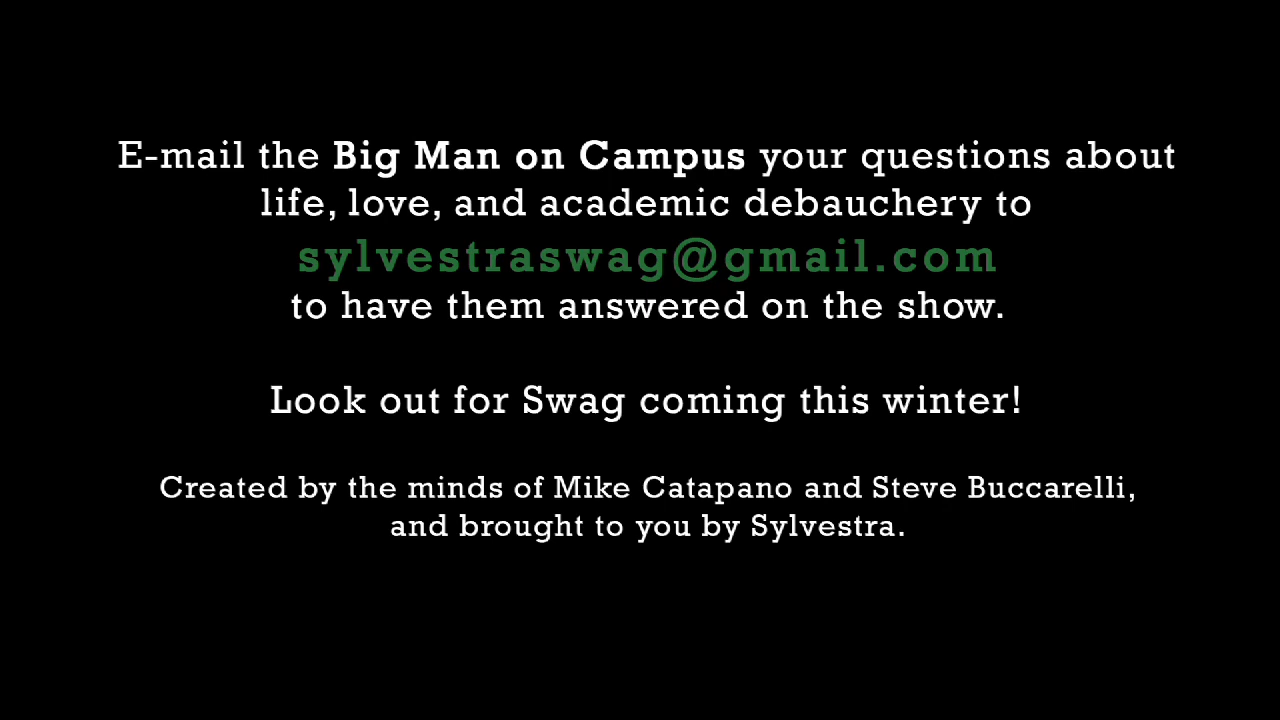 E-mail the Big Man on Campus your questions about
life, love, and academic debauchery to
sylvestraswag@gmail.com
to have them answered on the show.
Look out for Swag coming this winter!
Created by the minds of Mike Catapano and Steve Buccarelli,
and brought to you by Sylvestra.